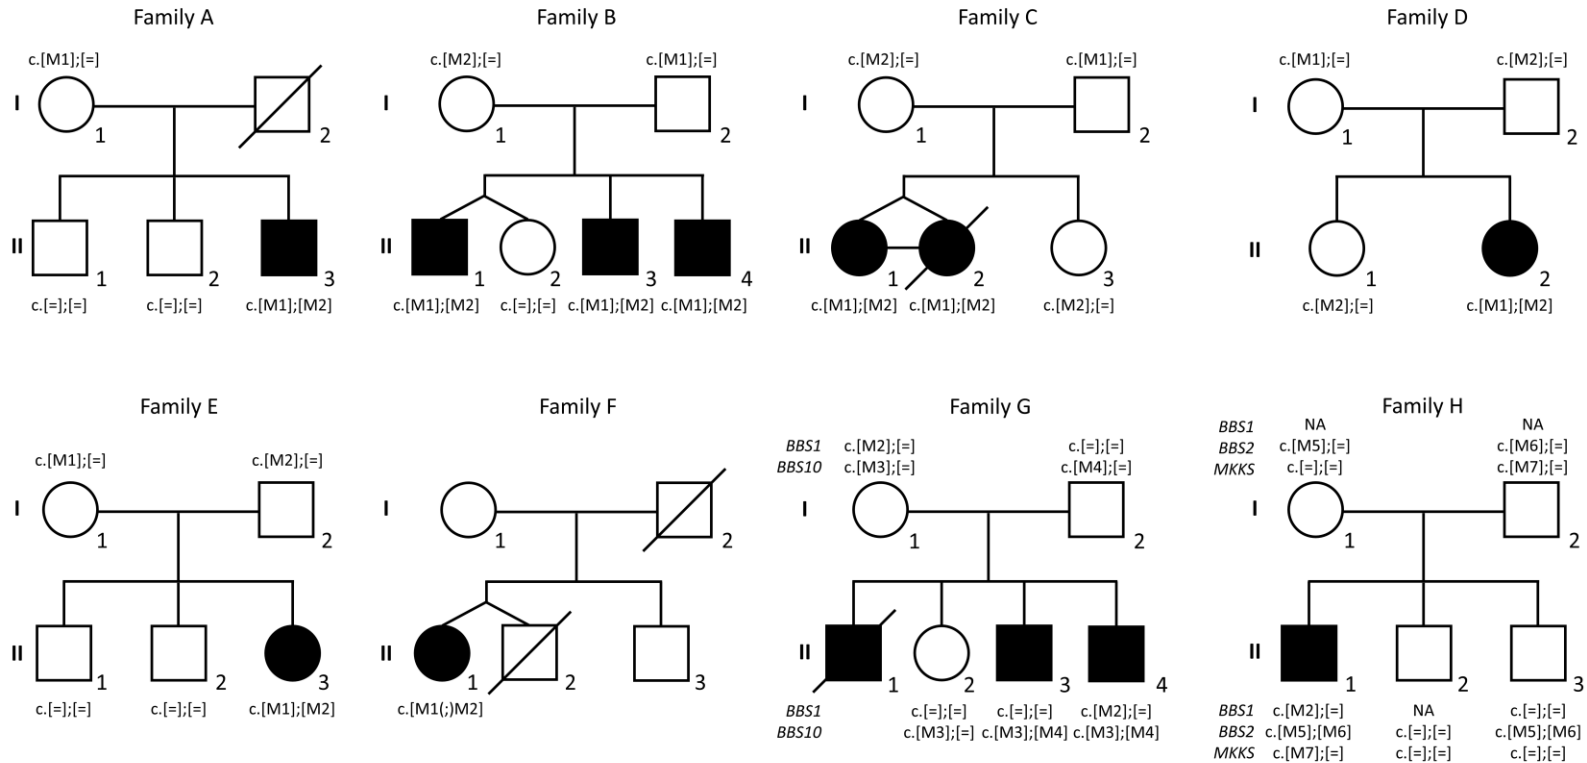 Family A
Family B
Family C
Family D
c.[M1];[=]
c.[M2];[=]
c.[M1];[=]
c.[M2];[=]
c.[M1];[=]
c.[M1];[=]
c.[M2];[=]
I
1
2
I
1
2
I
1
2
I
1
2
II
1
2
3
II
1
2
3
4
II
1
2
3
II
1
2
c.[=];[=]
c.[=];[=]
c.[M1];[M2]
c.[M1];[M2]
c.[=];[=]
c.[M1];[M2]
c.[M1];[M2]
c.[M1];[M2]
c.[M1];[M2]
c.[M2];[=]
c.[M2];[=]
c.[M1];[M2]
Family E
Family F
Family G
Family H
c.[M1];[=]
c.[M2];[=]
BBS1 c.[M2];[=] c.[=];[=]
BBS10 c.[M3];[=] c.[M4];[=]
BBS1 NA NA
BBS2 c.[M5];[=] c.[M6];[=]
MKKS c.[=];[=] c.[M7];[=]
I
1
2
I
1
2
I
1
2
I
1
2
II
1
2
3
II
1
2
3
II
1
2
3
4
II
1
2
3
c.[=];[=]
c.[=];[=]
c.[M1];[M2]
c.[M1(;)M2]
BBS1 c.[=];[=] c.[=];[=] c.[M2];[=]
BBS10 c.[M3];[=] c.[M3];[M4] c.[M3];[M4]
BBS1 c.[M2];[=] NA c.[=];[=]
BBS2 c.[M5];[M6] c.[=];[=] c.[M5];[M6]
MKKS c.[M7];[=] c.[=];[=] c.[=];[=]